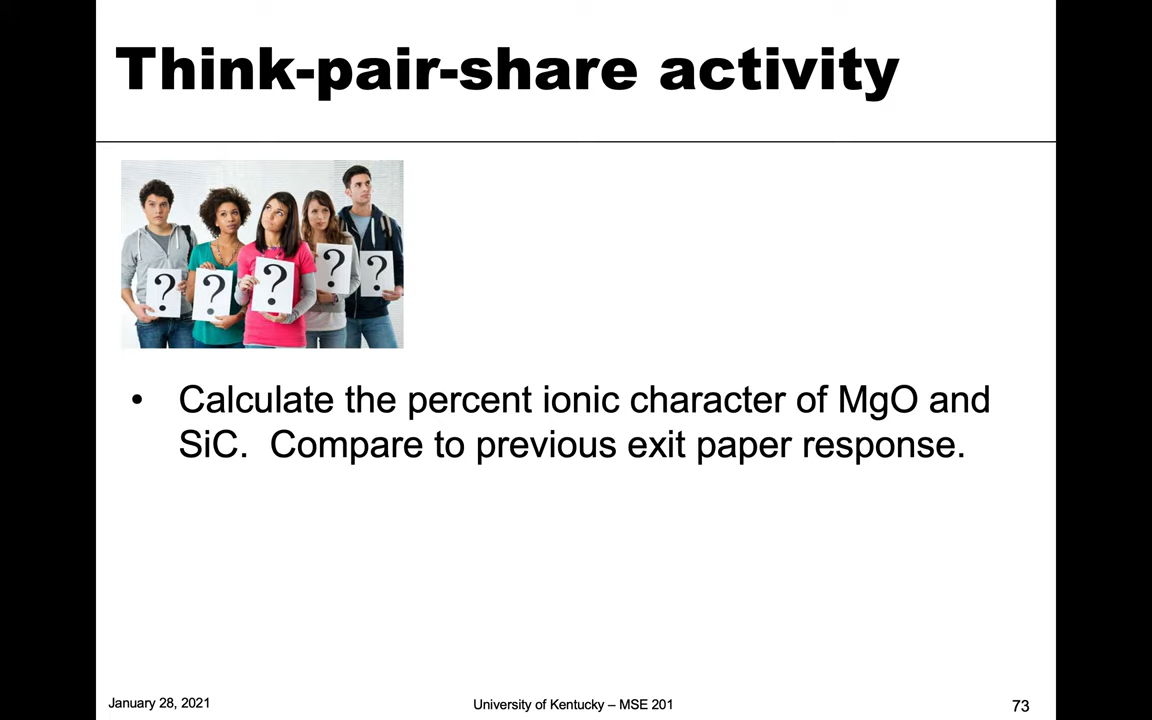 Think-pair-share activity
? ? ? ? ?
• Calculate the percent ionic character of MgO and
SiC.  Compare to previous exit paper response.
January 28, 2021
University of Kentucky – MSE 201
73